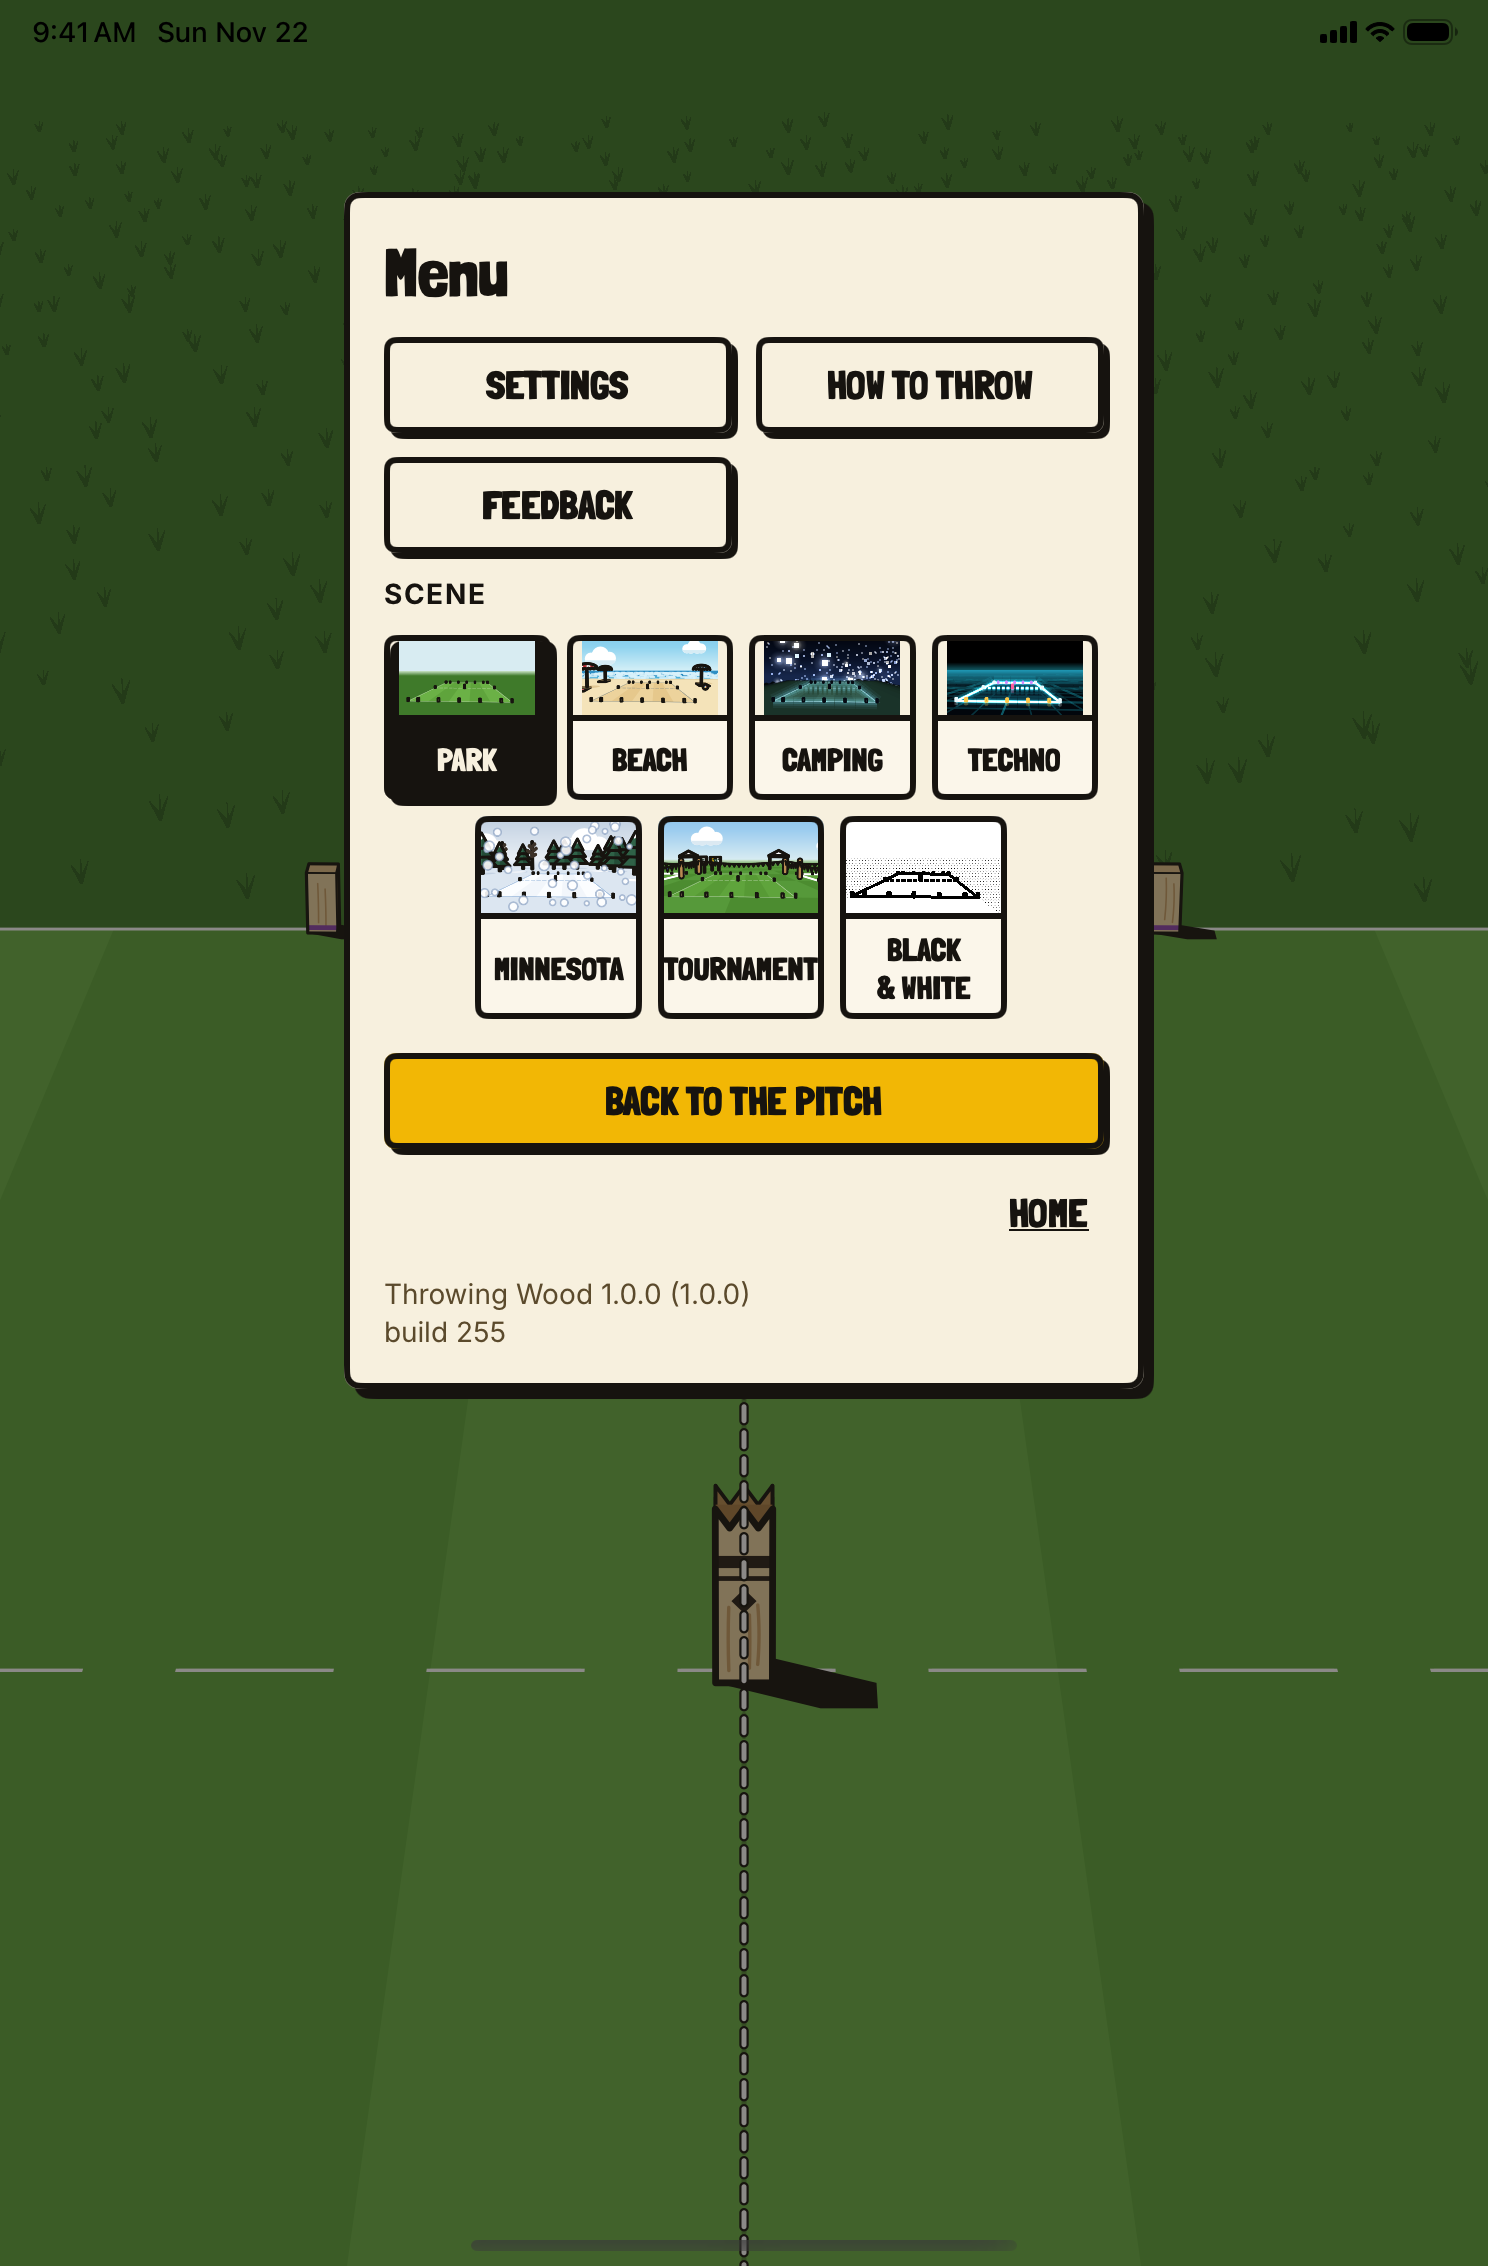 9:41 AM Sun Nov 22
Menu
SETTINGS
HOW TO THROW
FEEDBACK
SCENE
PARK
BEACH
CAMPING
TECHNO
MINNESOTA
TOURNAMENT
BLACK
& WHITE
BACK TO THE PITCH
HOME
Throwing Wood 1.0.0 (1.0.0)
build 255